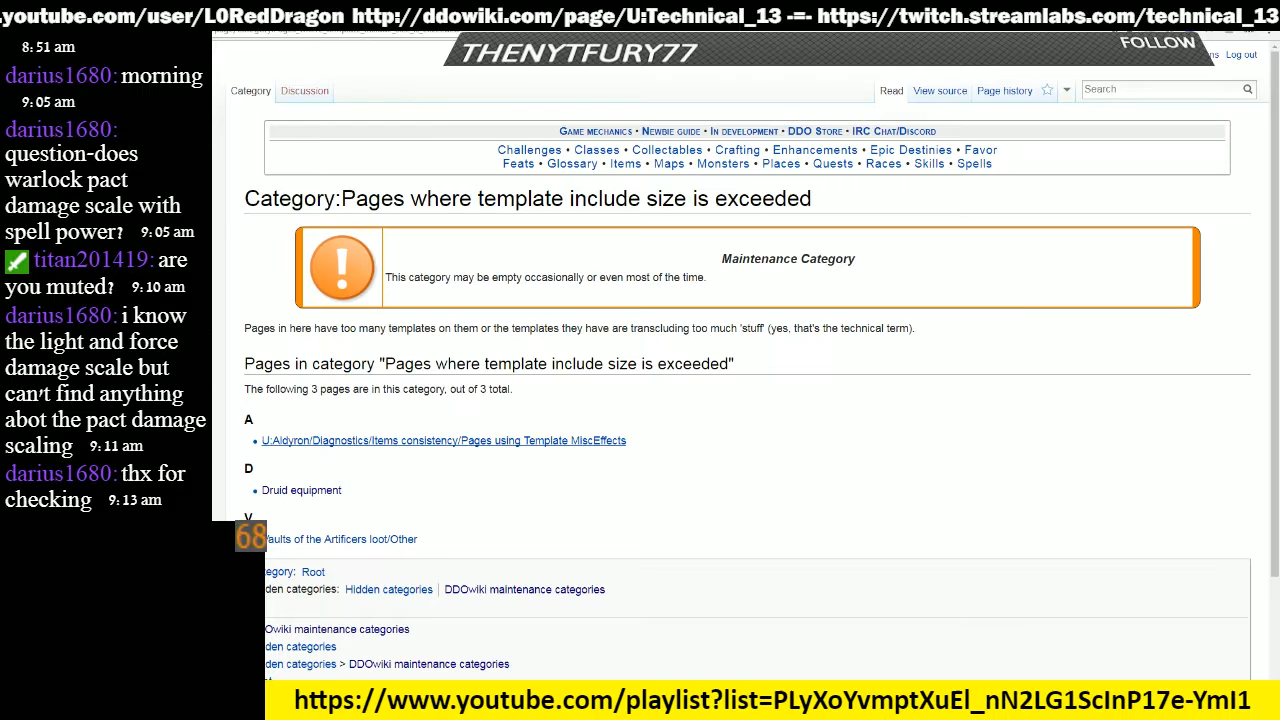 .youtube.com/user/L0RedDragon http://ddowiki.com/page/U:Technical_13 -=- https://twitch.streamlabs.com/technical_13
8:51 am
darius1680: morning
9:05 am
darius1680:
question-does
warlock pact
damage scale with
spell power? 9:05 am
titan201419: are
you muted? 9:10 am
darius1680: i know
the light and force
damage scale but
can't find anything
abot the pact damage
scaling 9:11 am
darius1680: thx for
checking 9:13 am
THENYTFURY77
FOLLOW
ns Log out
Category Discussion
Read View source Page history
Search
Game mechanics • Newbie guide • In development • DDO Store • IRC Chat/Discord
Challenges • Classes • Collectables • Crafting • Enhancements • Epic Destinies • Favor
Feats • Glossary • Items • Maps • Monsters • Places • Quests • Races • Skills • Spells
Category:Pages where template include size is exceeded
Maintenance Category
This category may be empty occasionally or even most of the time.
Pages in here have too many templates on them or the templates they have are transcluding too much 'stuff' (yes, that's the technical term).
Pages in category "Pages where template include size is exceeded"
The following 3 pages are in this category, out of 3 total.
A
• U:Aldyron/Diagnostics/Items consistency/Pages using Template MiscEffects
D
• Druid equipment
V
68
aults of the Artificers loot/Other
egory: Root
den categories: Hidden categories | DDOwiki maintenance categories
Owiki maintenance categories
den categories
den categories > DDOwiki maintenance categories
https://www.youtube.com/playlist?list=PLyXoYvmptXuEl_nN2LG1ScInP17e-YmI1